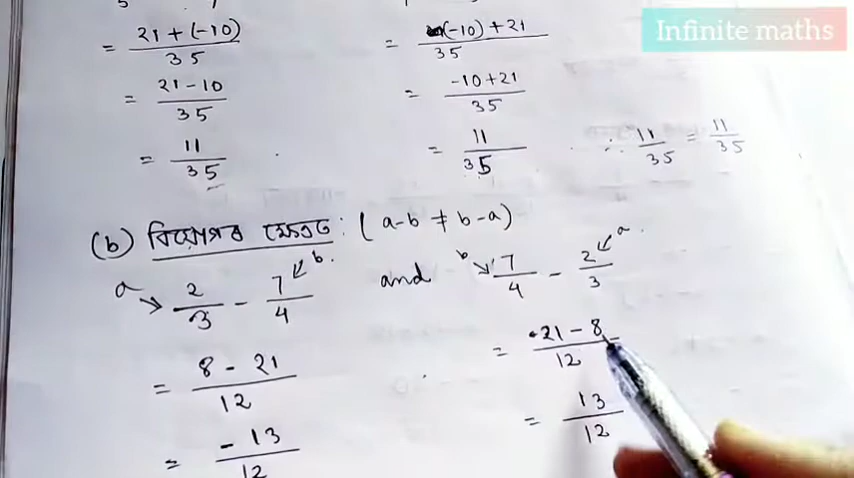 Infinite maths
= 21 + (-10) / 35
= (-10) + 21 / 35
= 21 - 10 / 35
= -10 + 21 / 35
= 11 / 35
= 11 / 35
∴ 11 / 35 = 11 / 35
(b) বিয়োগৰ ক্ষেত্ৰত : ( a-b ≠ b-a )
a → 2 / 3 - 7 / 4 ← b. and b → 7 / 4 - 2 / 3 ← a.
= 8 - 21 / 12
= 21 - 8 / 12
= -13 / 12
= 13 / 12